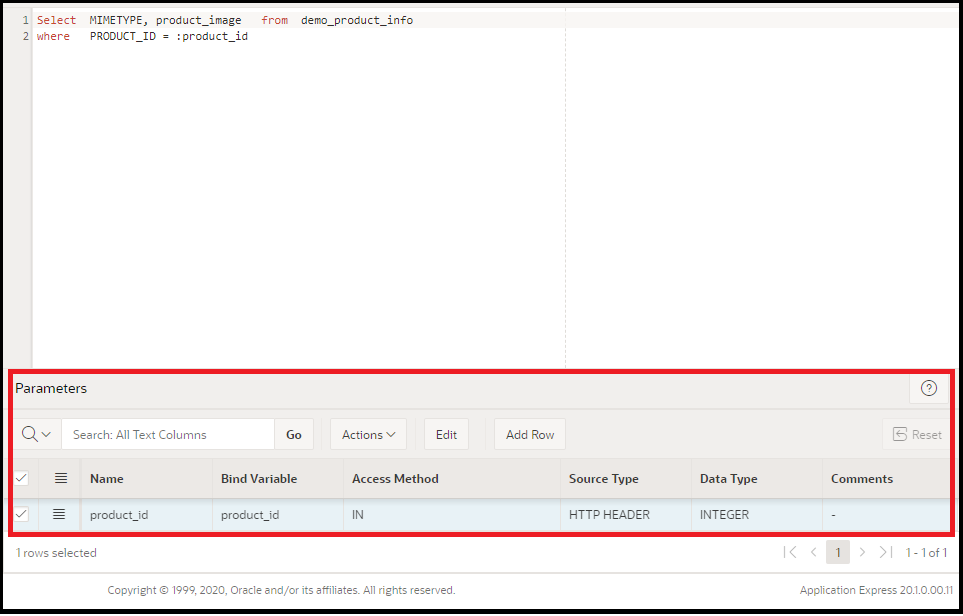 1 Select MIMETYPE, product_image from demo_product_info
2 where PRODUCT_ID = :product_id
Parameters
Search: All Text Columns Go Actions Edit Add Row Reset
Name Bind Variable Access Method Source Type Data Type Comments
product_id product_id IN HTTP HEADER INTEGER -
1 rows selected 1 1 - 1 of 1
Copyright © 1999, 2020, Oracle and/or its affiliates. All rights reserved. Application Express 20.1.0.00.11